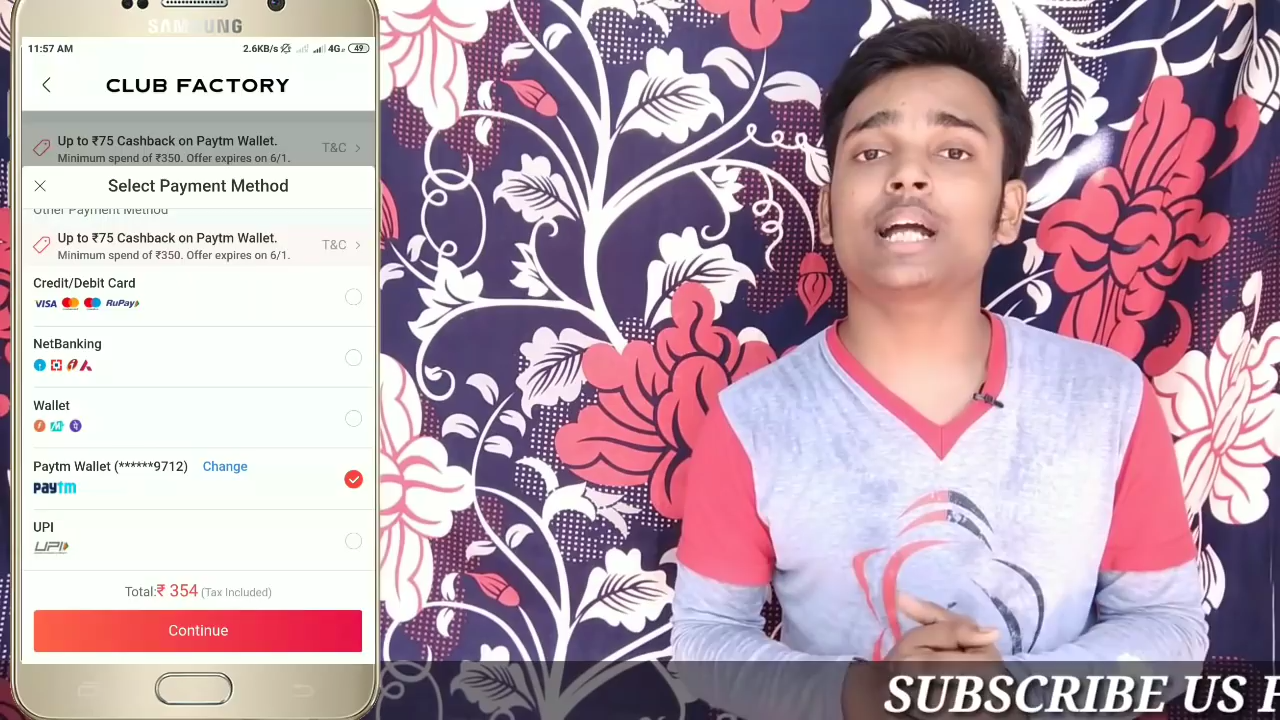 SAMSUNG
11:57 AM
2.6KB/s 4G 49
CLUB FACTORY
Up to ₹75 Cashback on Paytm Wallet.
T&C
Minimum spend of ₹350. Offer expires on 6/1.
Select Payment Method
Other Payment Method
Up to ₹75 Cashback on Paytm Wallet.
T&C
Minimum spend of ₹350. Offer expires on 6/1.
Credit/Debit Card
VISA RuPay
NetBanking
Wallet
Paytm Wallet (******9712) Change
paytm
UPI
UPI
Total:₹ 354 (Tax Included)
Continue
SUBSCRIBE US F